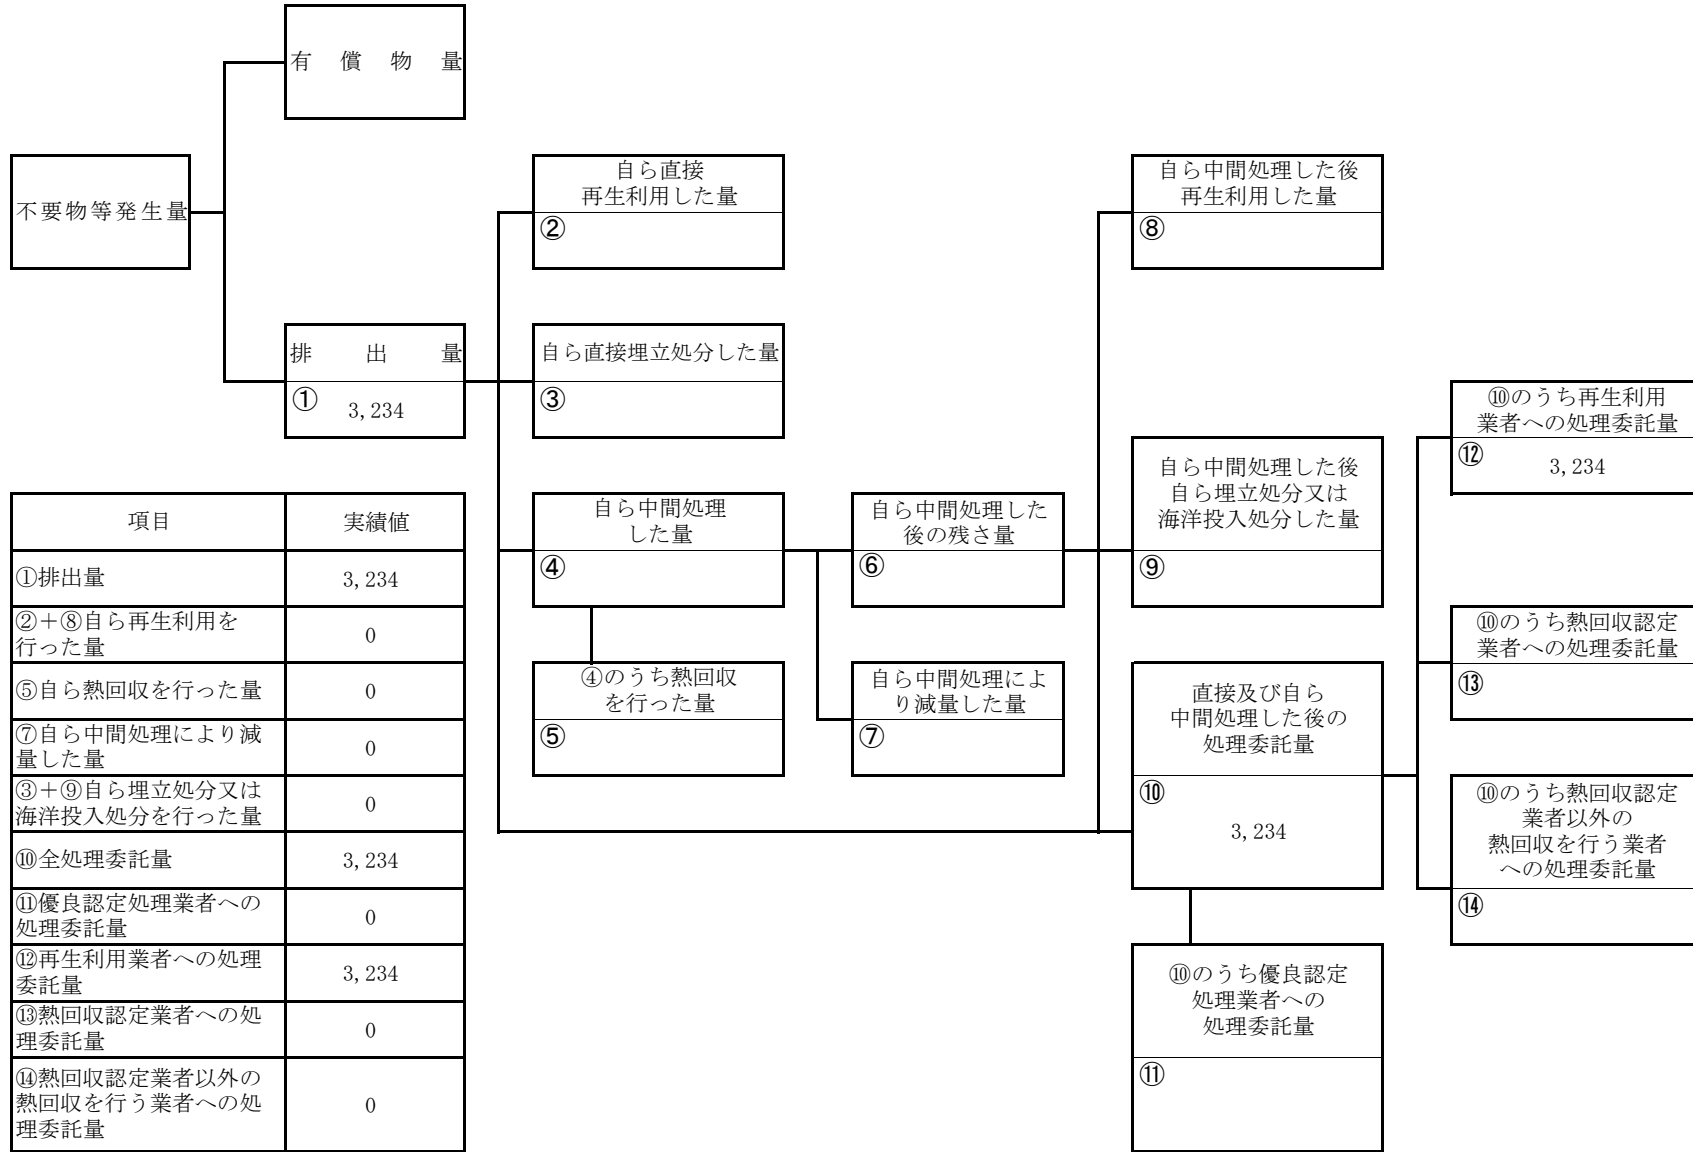 有償物量
不要物等発生量
自ら直接
再生利用した量
②
自ら中間処理した後
再生利用した量
⑧
排出量
① 3,234
自ら直接埋立処分した量
③
⑩のうち再生利用
業者への処理委託量
⑫ 3,234
自ら中間処理
した量
④
自ら中間処理した
後の残さ量
⑥
自ら中間処理した後
自ら埋立処分又は
海洋投入処分した量
⑨
④のうち熱回収
を行った量
⑤
自ら中間処理によ
り減量した量
⑦
直接及び自ら
中間処理した後の
処理委託量
⑩
3,234
⑩のうち熱回収認定
業者への処理委託量
⑬
⑩のうち熱回収認定
業者以外の
熱回収を行う業者
への処理委託量
⑭
⑩のうち優良認定
処理業者への
処理委託量
⑪
項目 実績値
①排出量 3,234
②＋⑧自ら再生利用を
行った量 0
⑤自ら熱回収を行った量 0
⑦自ら中間処理により減
量した量 0
③＋⑨自ら埋立処分又は
海洋投入処分を行った量 0
⑩全処理委託量 3,234
⑪優良認定処理業者への
処理委託量 0
⑫再生利用業者への処理
委託量 3,234
⑬熱回収認定業者への処
理委託量 0
⑭熱回収認定業者以外の
熱回収を行う業者への処
理委託量 0